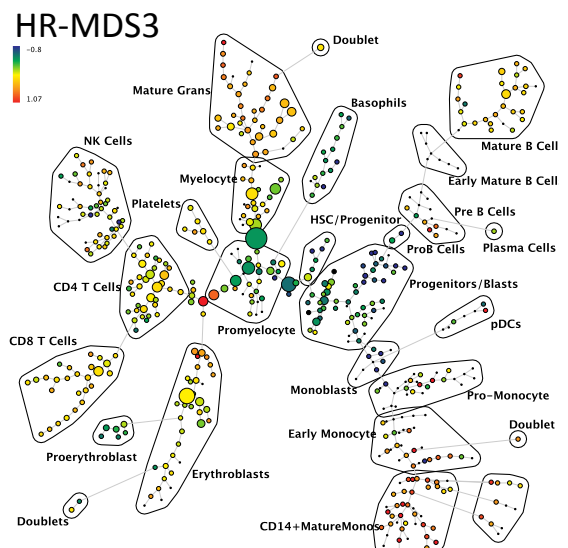 HR-MDS3
-0.8
1.07
Doublet
Mature Grans
Basophils
Mature B Cell
NK Cells
Early Mature B Cell
Myelocyte
Platelets
HSC/Progenitor
Pre B Cells
ProB Cells
Plasma Cells
CD4 T Cells
Progenitors/Blasts
Promyelocyte
pDCs
CD8 T Cells
Monoblasts
Pro-Monocyte
Doublet
Early Monocyte
Proerythroblast
Erythroblasts
Doublets
CD14+MatureMonos